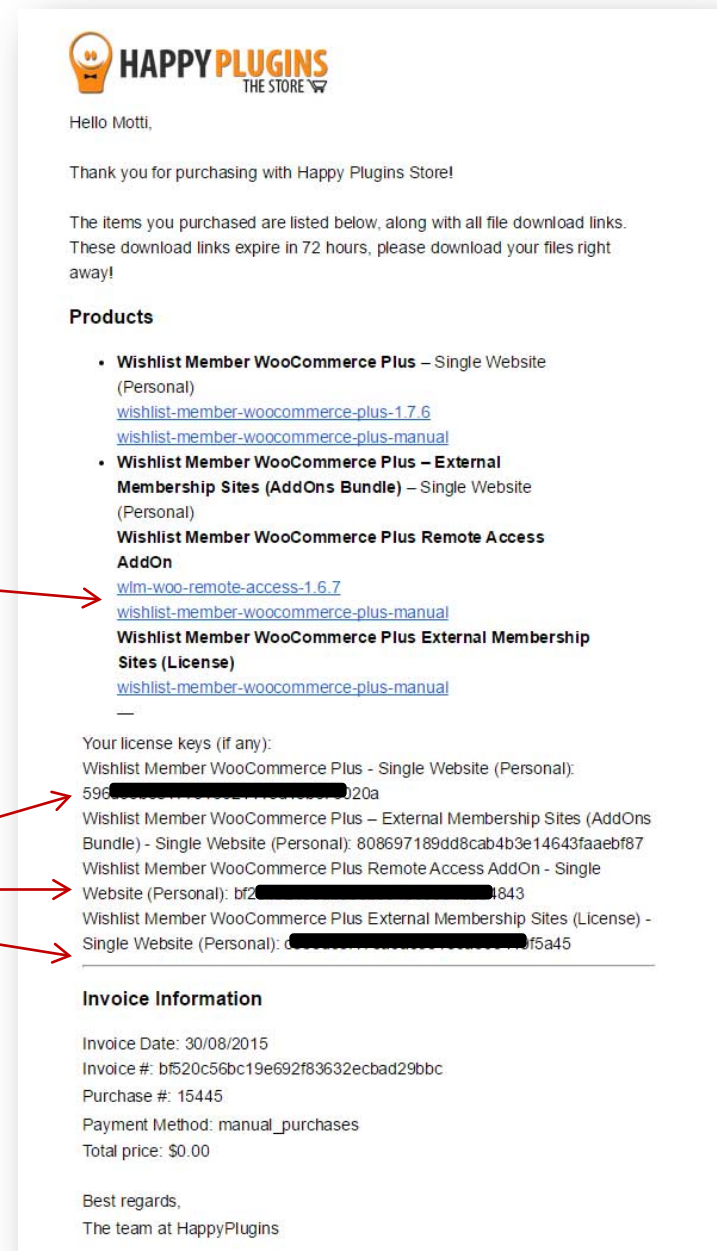 HAPPY PLUGINS
THE STORE
Hello Motti,
Thank you for purchasing with Happy Plugins Store!
The items you purchased are listed below, along with all file download links.
These download links expire in 72 hours, please download your files right
away!
Products
• Wishlist Member WooCommerce Plus – Single Website
(Personal)
wishlist-member-woocommerce-plus-1.7.6
wishlist-member-woocommerce-plus-manual
• Wishlist Member WooCommerce Plus – External
Membership Sites (AddOns Bundle) – Single Website
(Personal)
Wishlist Member WooCommerce Plus Remote Access
AddOn
wlm-woo-remote-access-1.6.7
wishlist-member-woocommerce-plus-manual
Wishlist Member WooCommerce Plus External Membership
Sites (License)
wishlist-member-woocommerce-plus-manual
—
Your license keys (if any):
Wishlist Member WooCommerce Plus - Single Website (Personal):
596 020a
Wishlist Member WooCommerce Plus – External Membership Sites (AddOns
Bundle) - Single Website (Personal): 808697189dd8cab4b3e14643faaebf87
Wishlist Member WooCommerce Plus Remote Access AddOn - Single
Website (Personal): bf2 4843
Wishlist Member WooCommerce Plus External Membership Sites (License) -
Single Website (Personal): f5a45
Invoice Information
Invoice Date: 30/08/2015
Invoice #: bf520c56bc19e692f83632ecbad29bbc
Purchase #: 15445
Payment Method: manual_purchases
Total price: $0.00
Best regards,
The team at HappyPlugins